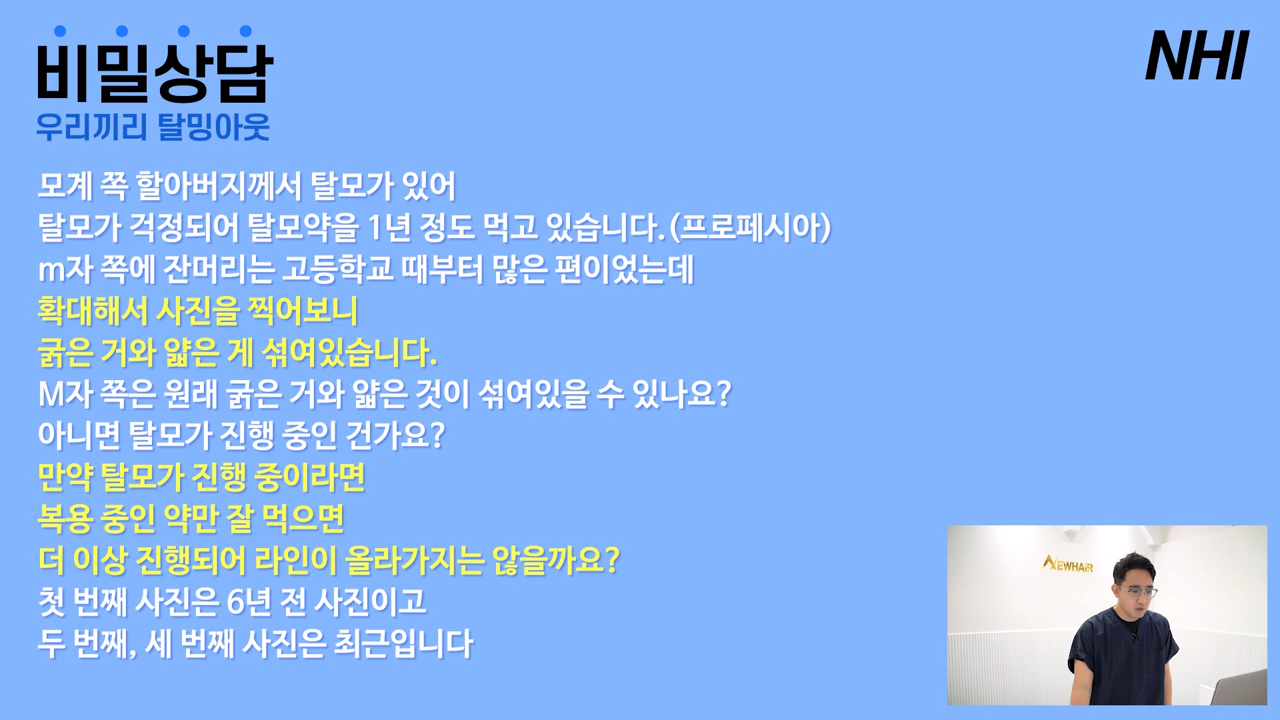 비밀상담
우리끼리 탈밍아웃
NHI
모계 쪽 할아버지께서 탈모가 있어
탈모가 걱정되어 탈모약을 1년 정도 먹고 있습니다.(프로페시아)
m자 쪽에 잔머리는 고등학교 때부터 많은 편이었는데
확대해서 사진을 찍어보니
굵은 거와 얇은 게 섞여있습니다.
M자 쪽은 원래 굵은 거와 얇은 것이 섞여있을 수 있나요?
아니면 탈모가 진행 중인 건가요?
만약 탈모가 진행 중이라면
복용 중인 약만 잘 먹으면
더 이상 진행되어 라인이 올라가지는 않을까요?
첫 번째 사진은 6년 전 사진이고
두 번째, 세 번째 사진은 최근입니다
NEWHAIR